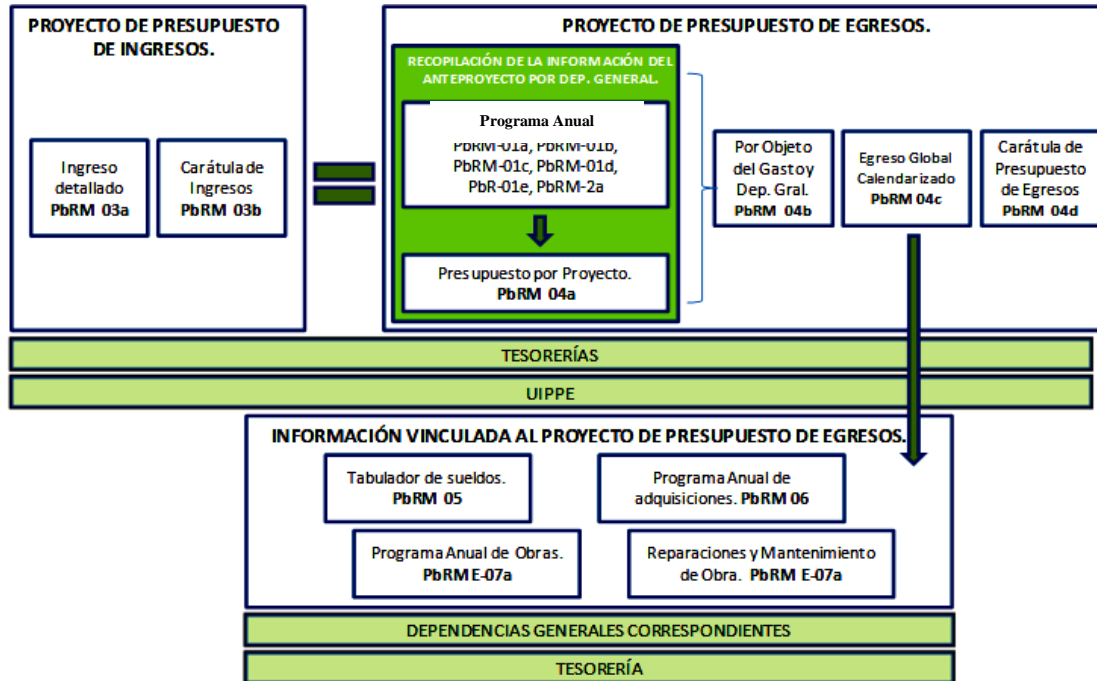 PROYECTO DE PRESUPUESTO
DE INGRESOS.
Ingreso
detallado
PbRM 03a
Carátula de
Ingresos
PbRM 03b
PROYECTO DE PRESUPUESTO DE EGRESOS.
RECOPILACIÓN DE LA INFORMACIÓN DEL
ANTEPROYECTO POR DEP. GENERAL.
Programa Anual
PbRM-01a, PbRM-01b,
PbRM-01c, PbRM-01d,
PbR-01e, PbRM-2a
Presupuesto por Proyecto.
PbRM 04a
Por Objeto
del Gasto y
Dep. Gral.
PbRM 04b
Egreso Global
Calendarizado
PbRM 04c
Carátula de
Presupuesto
de Egresos
PbRM 04d
TESORERÍAS
UIPPE
INFORMACIÓN VINCULADA AL PROYECTO DE PRESUPUESTO DE EGRESOS.
Tabulador de sueldos.
PbRM 05
Programa Anual de
adquisiciones. PbRM 06
Programa Anual de Obras.
PbRM E-07a
Reparaciones y Mantenimiento
de Obra. PbRM E-07a
DEPENDENCIAS GENERALES CORRESPONDIENTES
TESORERÍA